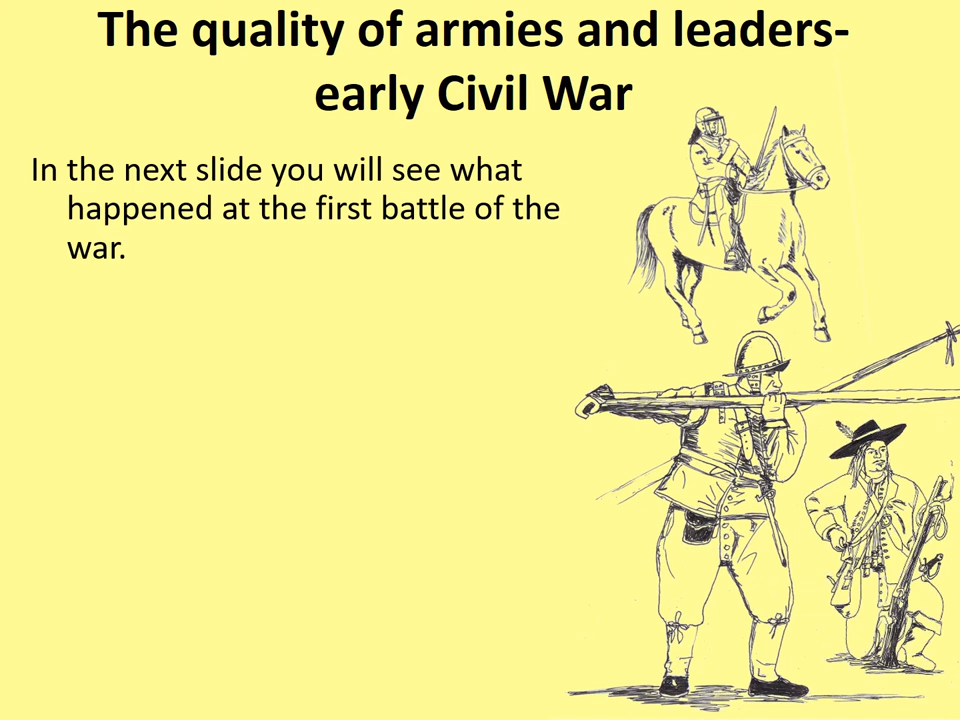 The quality of armies and leaders-
early Civil War
In the next slide you will see what
happened at the first battle of the
war.